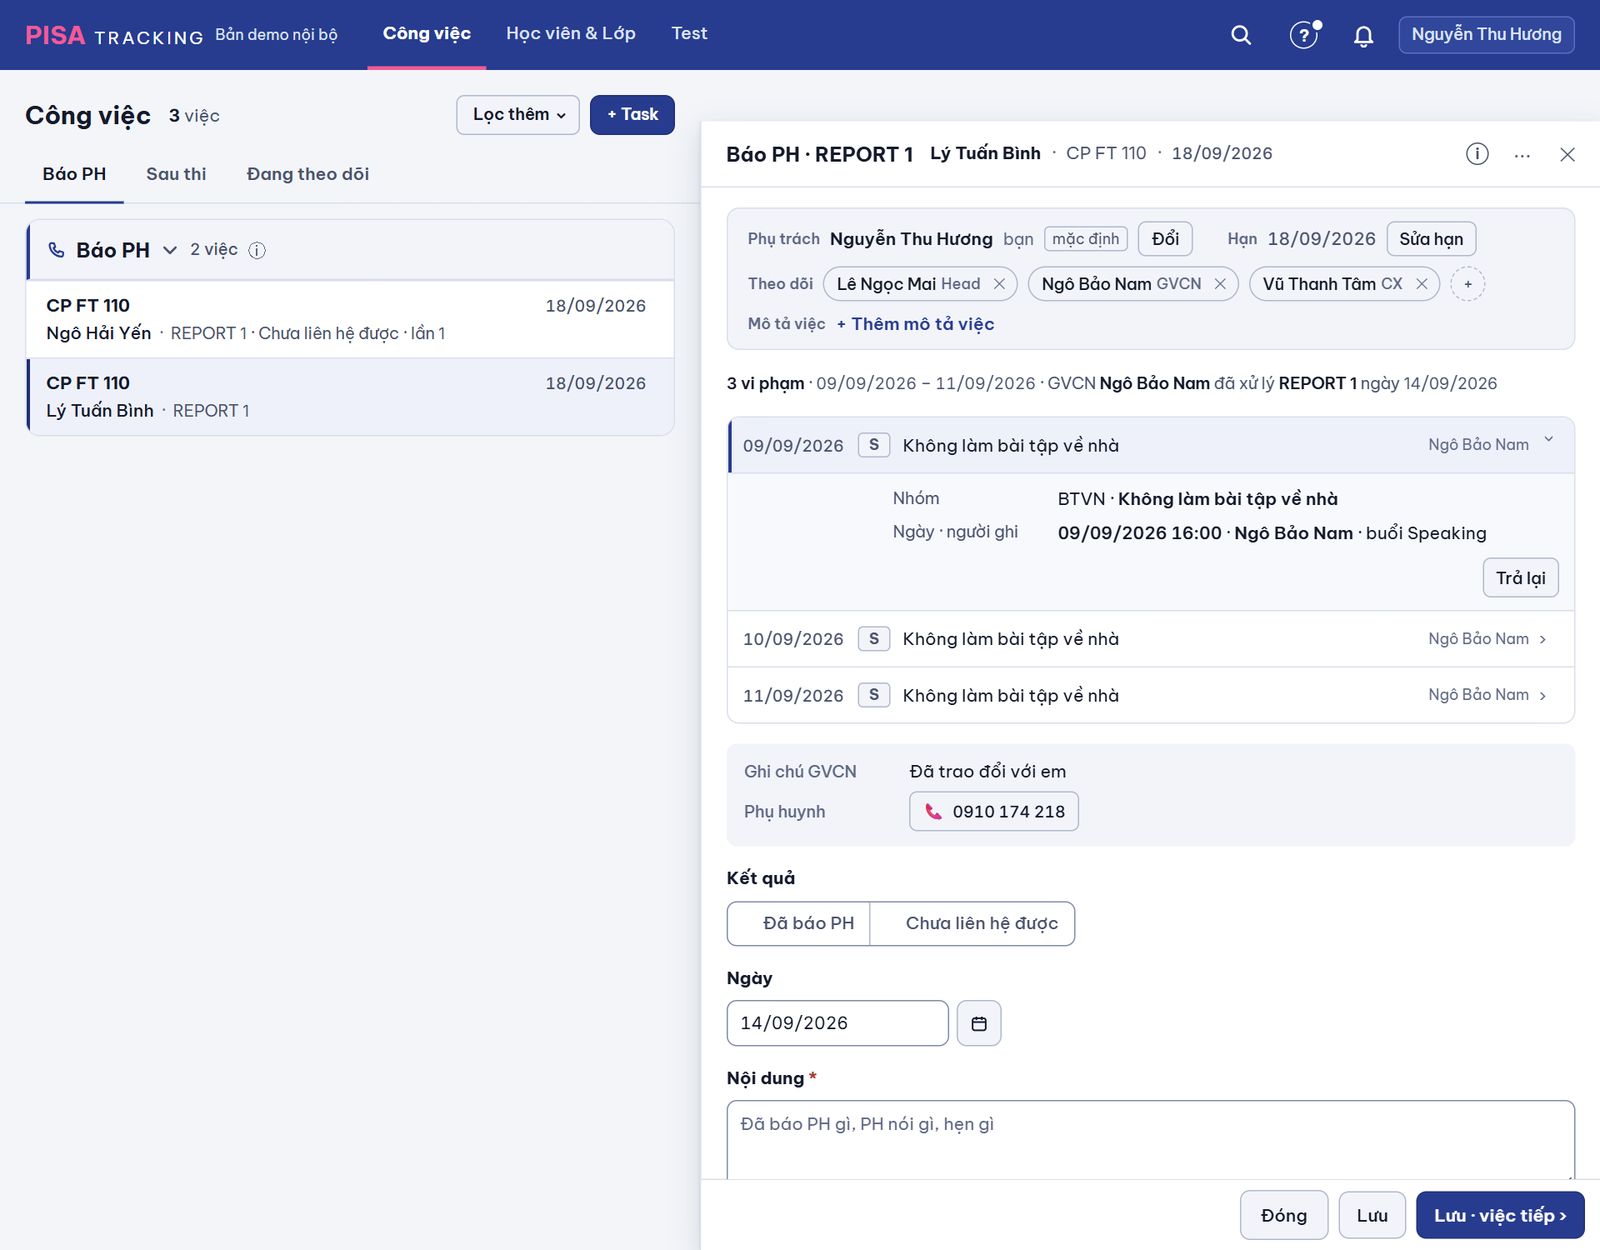 PISA TRACKING Bản demo nội bộ Công việc Học viên & Lớp Test ? Nguyễn Thu Hương
Công việc 3 việc Lọc thêm + Task
Báo PH Sau thi Đang theo dõi
Báo PH 2 việc i
CP FT 110 18/09/2026
Ngô Hải Yến · REPORT 1 · Chưa liên hệ được · lần 1
CP FT 110 18/09/2026
Lý Tuấn Bình · REPORT 1
Báo PH · REPORT 1 Lý Tuấn Bình · CP FT 110 · 18/09/2026 i ...
Phụ trách Nguyễn Thu Hương bạn mặc định Đổi Hạn 18/09/2026 Sửa hạn
Theo dõi Lê Ngọc Mai Head × Ngô Bảo Nam GVCN × Vũ Thanh Tâm CX × +
Mô tả việc + Thêm mô tả việc
3 vi phạm · 09/09/2026 – 11/09/2026 · GVCN Ngô Bảo Nam đã xử lý REPORT 1 ngày 14/09/2026
09/09/2026 S Không làm bài tập về nhà Ngô Bảo Nam
Nhóm BTVN · Không làm bài tập về nhà
Ngày · người ghi 09/09/2026 16:00 · Ngô Bảo Nam · buổi Speaking
Trả lại
10/09/2026 S Không làm bài tập về nhà Ngô Bảo Nam ›
11/09/2026 S Không làm bài tập về nhà Ngô Bảo Nam ›
Ghi chú GVCN Đã trao đổi với em
Phụ huynh 0910 174 218
Kết quả
Đã báo PH Chưa liên hệ được
Ngày
14/09/2026
Nội dung *
Đã báo PH gì, PH nói gì, hẹn gì
Đóng Lưu Lưu · việc tiếp ›